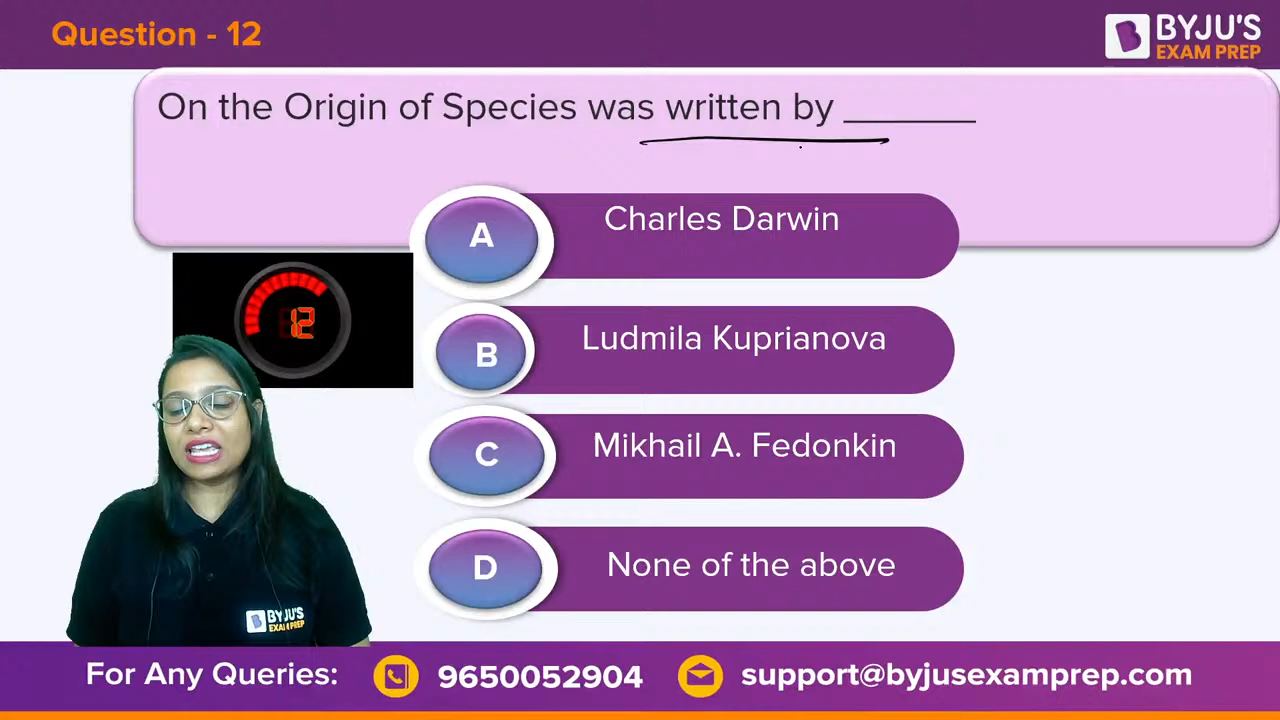 Question - 12
BYJU'S
EXAM PREP
On the Origin of Species was written by ______
A
Charles Darwin
12
B
Ludmila Kuprianova
C
Mikhail A. Fedonkin
D
None of the above
BYJU'S
EXAM PREP
For Any Queries:
9650052904
support@byjusexamprep.com